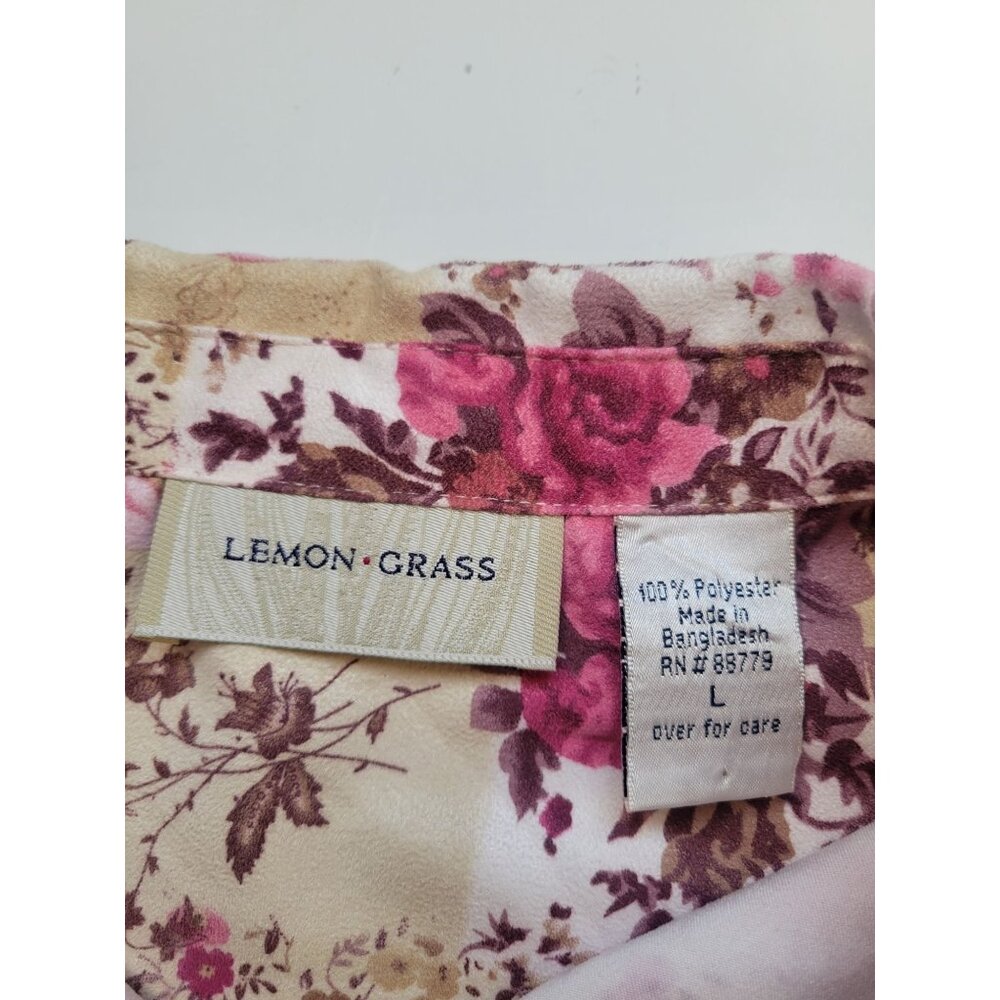 LEMON · GRASS
100% Polyester
Made in
Bangladesh
RN # 88779
L
over for care